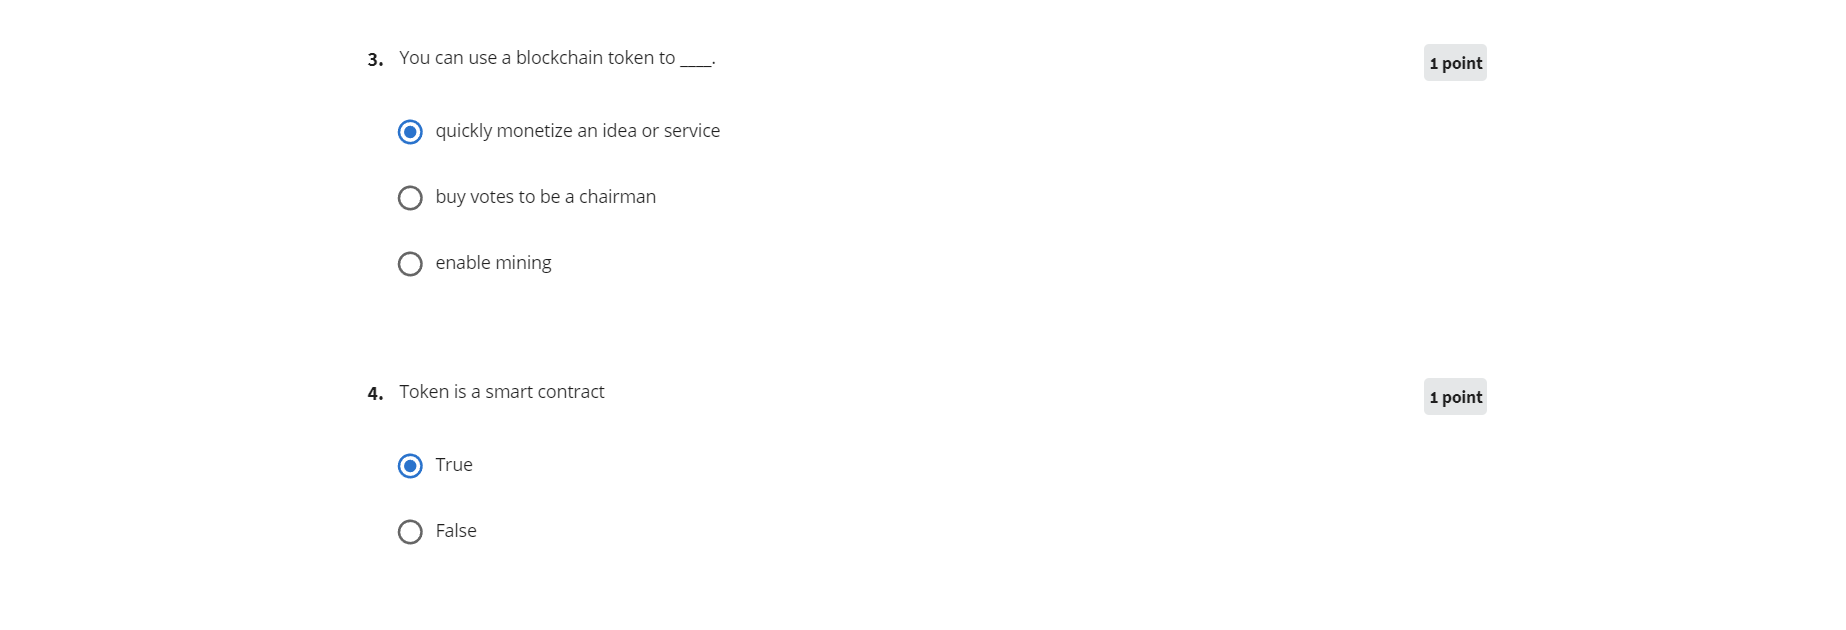 3. You can use a blockchain token to ____.
1 point
quickly monetize an idea or service
buy votes to be a chairman
enable mining
4. Token is a smart contract
1 point
True
False